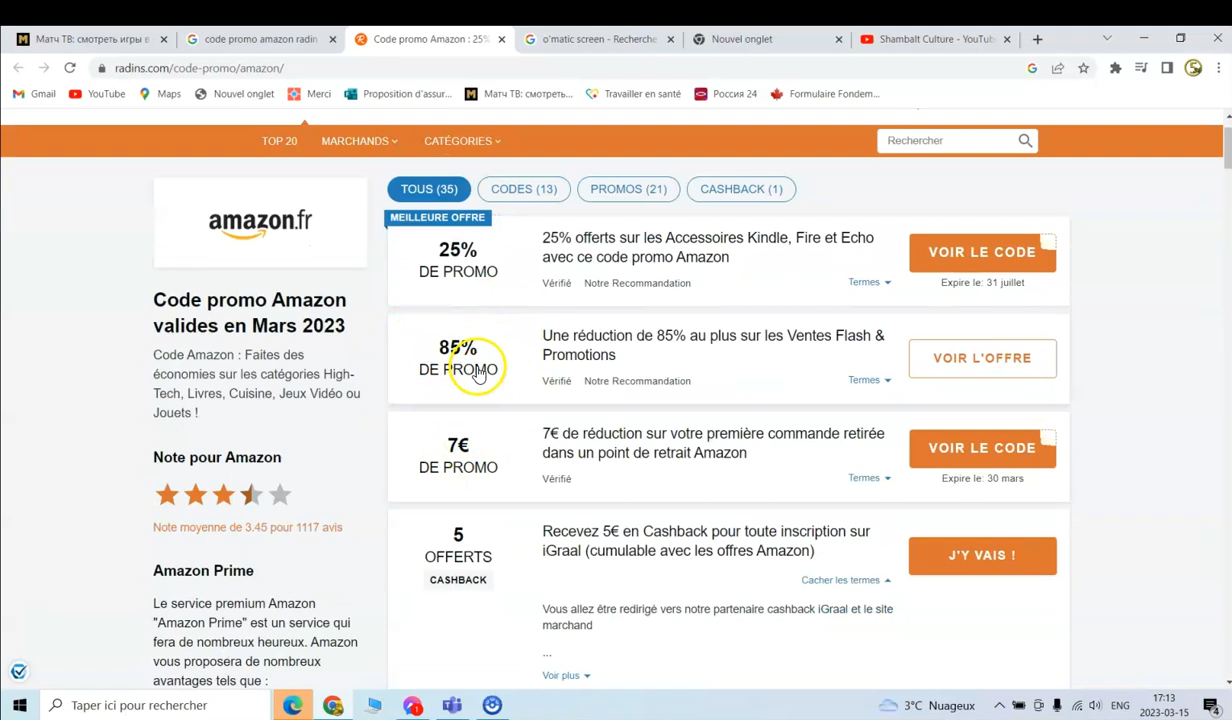 Матч ТВ: смотреть игры в
code promo amazon radin
Code promo Amazon : 25%
o'matic screen - Recherche
Nouvel onglet
Shambalt Culture - YouTube
radins.com/code-promo/amazon/
Gmail
YouTube
Maps
Nouvel onglet
Merci
Proposition d'assur...
Матч ТВ: смотреть...
Travailler en santé
Россия 24
Formulaire Fondem...
TOP 20
MARCHANDS
CATÉGORIES
Rechercher
TOUS (35)
CODES (13)
PROMOS (21)
CASHBACK (1)
amazon.fr
Code promo Amazon
valides en Mars 2023
Code Amazon : Faites des
économies sur les catégories High-
Tech, Livres, Cuisine, Jeux Vidéo ou
Jouets !
Note pour Amazon
Note moyenne de 3.45 pour 1117 avis
Amazon Prime
Le service premium Amazon
"Amazon Prime" est un service qui
fera de nombreux heureux. Amazon
vous proposera de nombreux
avantages tels que :
MEILLEURE OFFRE
25%
DE PROMO
25% offerts sur les Accessoires Kindle, Fire et Echo
avec ce code promo Amazon
Vérifié Notre Recommandation
Termes
VOIR LE CODE
Expire le: 31 juillet
85%
DE PROMO
Une réduction de 85% au plus sur les Ventes Flash &
Promotions
Vérifié Notre Recommandation
Termes
VOIR L'OFFRE
7€
DE PROMO
7€ de réduction sur votre première commande retirée
dans un point de retrait Amazon
Vérifié
Termes
VOIR LE CODE
Expire le: 30 mars
5
OFFERTS
CASHBACK
Recevez 5€ en Cashback pour toute inscription sur
iGraal (cumulable avec les offres Amazon)
Cacher les termes
J'Y VAIS !
Vous allez être redirigé vers notre partenaire cashback iGraal et le site
marchand
...
Voir plus
Taper ici pour rechercher
3°C Nuageux
ENG
17:13
2023-03-15
4